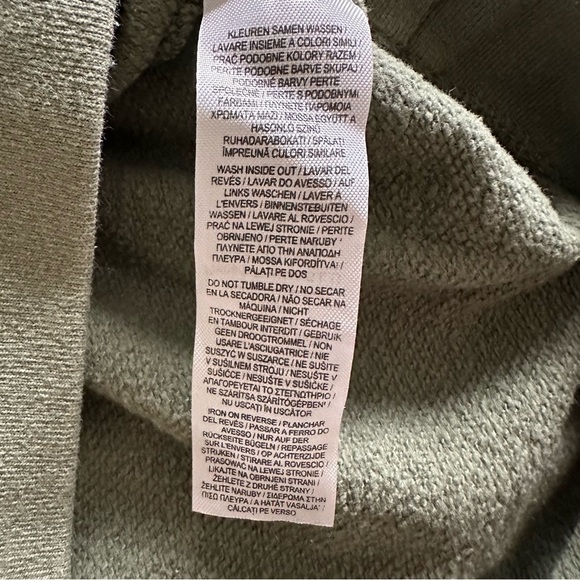 KLEUREN SAMEN WASSEN /
LAVARE INSIEME A COLORI SIMILI /
PRAĆ PODOBNE KOLORY RAZEM /
PERITE PODOBNE BARVE SKUPAJ /
PODOBNÉ BARVY PERTE
SPOLEČNĚ / PERTE S PODOBNÝMI
FARBAMI / ΠΛΥΝΕΤΕ ΠΑΡΟΜΟΙΑ
ΧΡΩΜΑΤΑ ΜΑΖΙ / MOSSA EGYÜTT A
HASONLÓ SZÍNŰ
RUHADARABOKAT! / SPĂLAȚI
ÎMPREUNĂ CULORI SIMILARE
WASH INSIDE OUT / LAVAR DEL
REVÉS / LAVAR DO AVESSO / AUF
LINKS WASCHEN / LAVER À
L'ENVERS / BINNENSTEBUITEN
WASSEN / LAVARE AL ROVESCIO /
PRAĆ NA LEWEJ STRONIE / PERITE
OBRNJENO / PERTE NARUBY
ΠΛΥΝΕΤΕ ΑΠΟ ΤΗΝ ΑΝΑΠΟΔΗ
ΠΛΕΥΡΑ / MOSSA KIFORDÍTVA! /
PĂLAȚI PE DOS
DO NOT TUMBLE DRY / NO SECAR
EN LA SECADORA / NÃO SECAR NA
MÁQUINA / NICHT
TROCKNERGEEIGNET / SÉCHAGE
EN TAMBOUR INTERDIT / GEBRUIK
GEEN DROOGTROMMEL / NON
USARE L'ASCIUGATRICE / NIE
SUSZYĆ W SUSZARCE / NE SUŠITE
V SUŠILNEM STROJU / NESUŠTE V
SUŠIČCE / NESUŠTE V SUŠIČKE /
ΑΠΑΓΟΡΕΥΕΤΑΙ ΤΟ ΣΤΕΓΝΩΤΗΡΙΟ /
NE SZÁRÍTSA SZÁRÍTÓGÉPBEN! /
NU USCAȚI ÎN USCĂTOR
IRON ON REVERSE / PLANCHAR
DEL REVÉS / PASSAR A FERRO DO
AVESSO / NUR AUF DER
RÜCKSEITE BÜGELN / REPASSAGE
SUR L'ENVERS / OP ACHTERZIJDE
STRIJKEN / STIRARE AL ROVESCIO /
PRASOWAĆ NA LEWEJ STRONIE /
LIKAJTE NA OBRNJENI STRANI /
ŽEHLETE Z DRUHÉ STRANY /
ŽEHLITE NARUBY / ΣΙΔΕΡΩΜΑ ΣΤΗΝ
ΠΙΣΩ ΠΛΕΥΡΑ / A HÁTÁT VASALJA! /
CĂLCAȚI PE VERSO